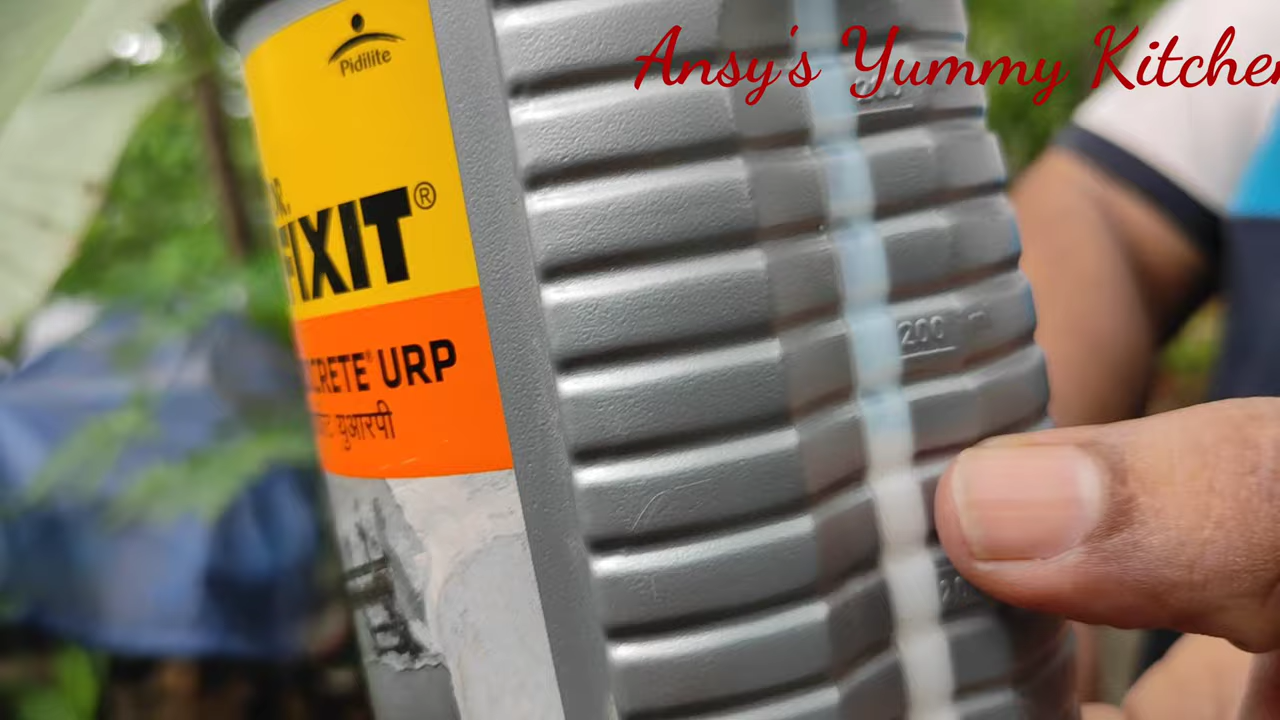 Ansy's Yummy Kitchen
Pidilite
FIXIT®
CRETE® URP
युआरपी
200